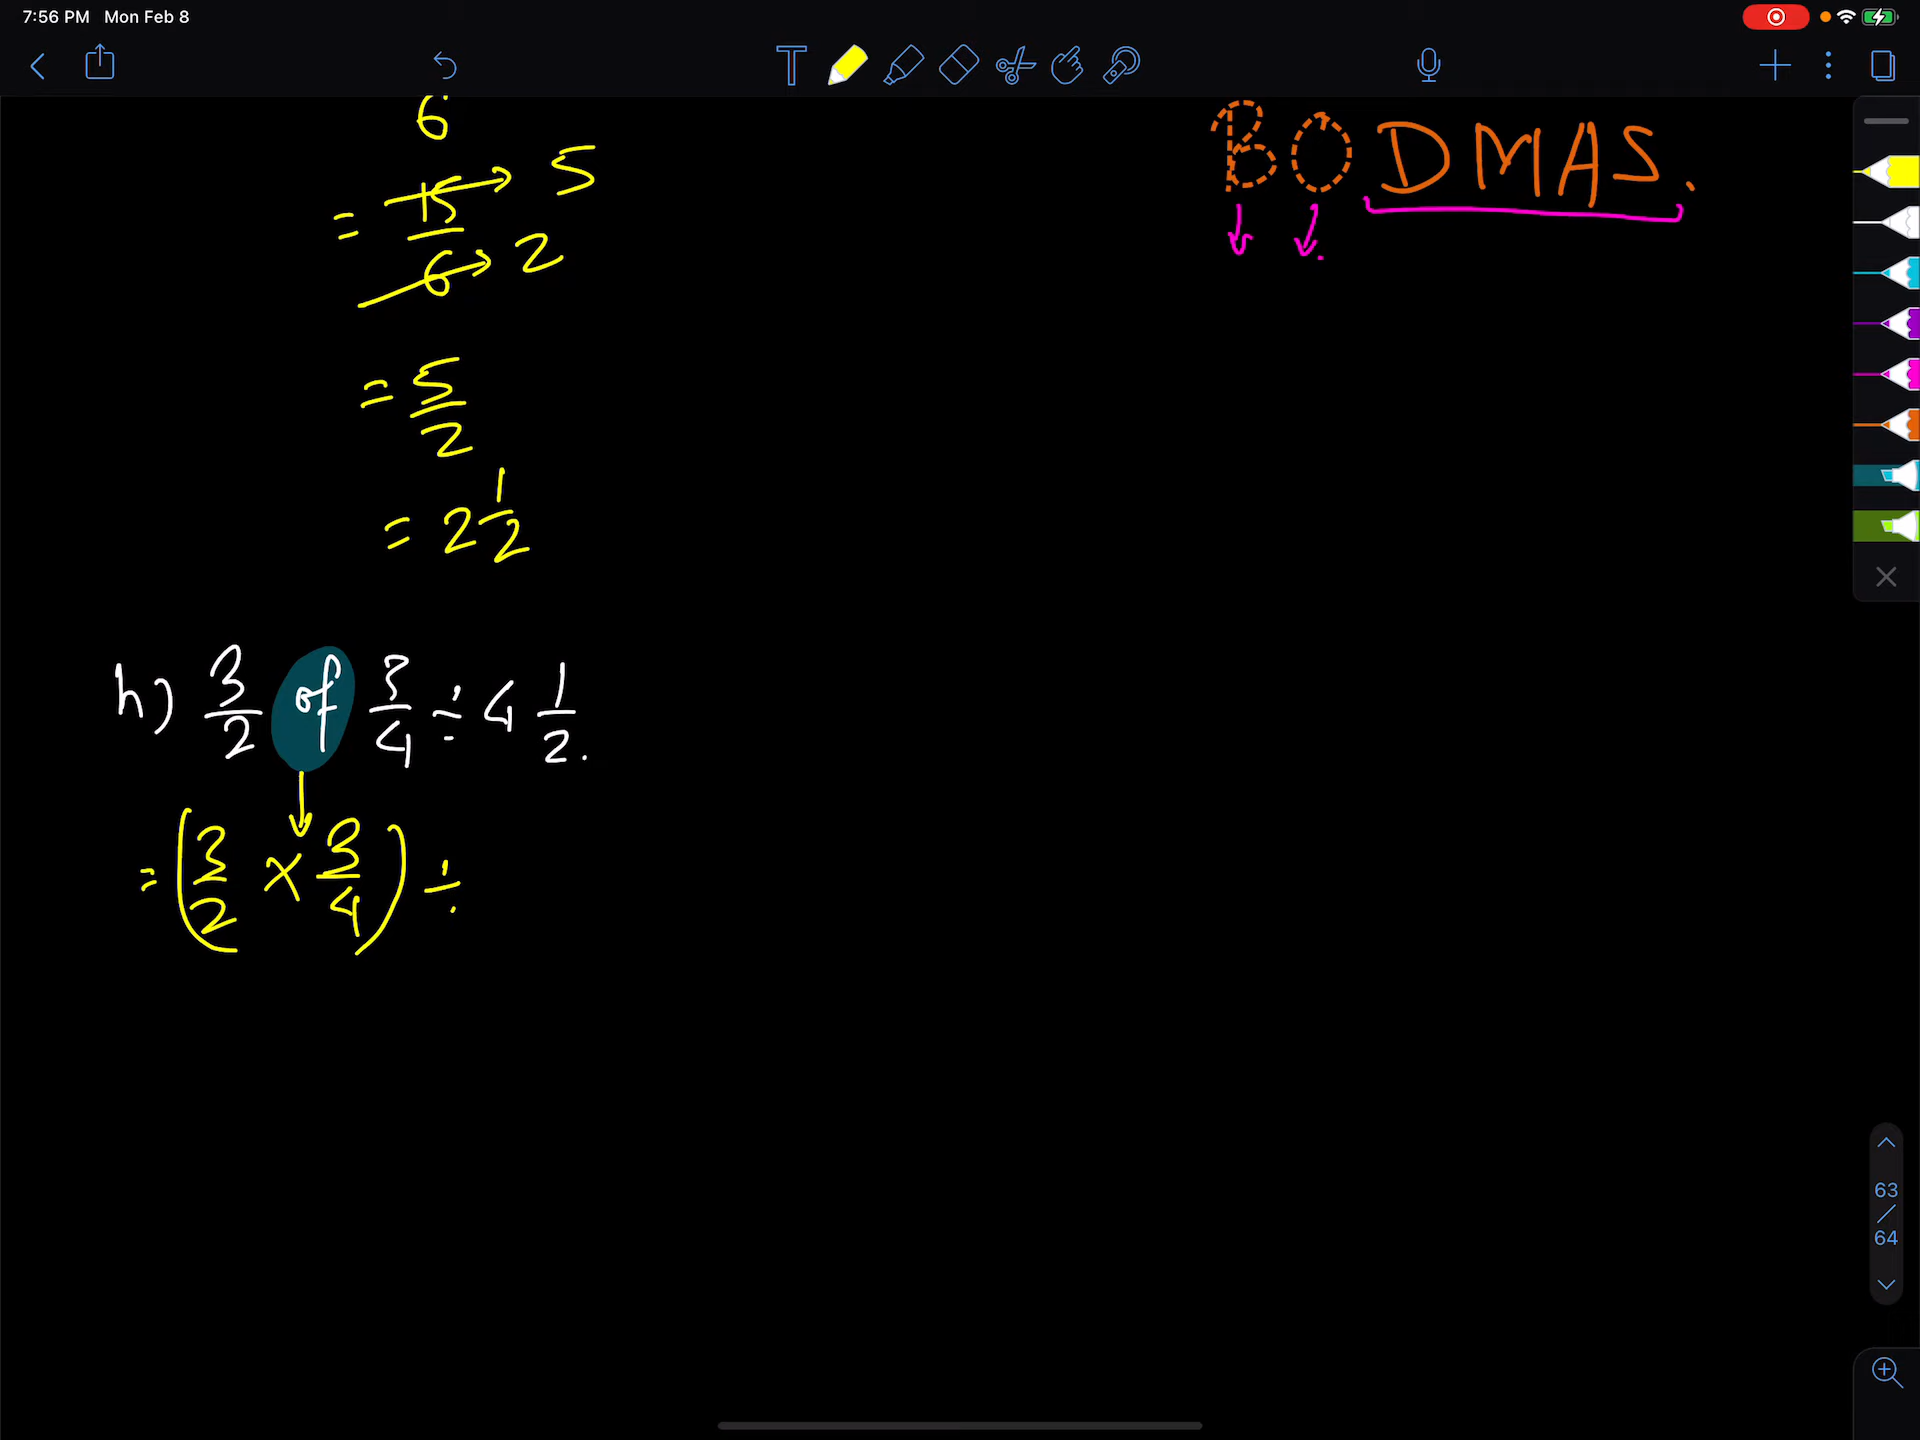 7:56 PM Mon Feb 8
T
6
BODMAS.
= 15/6 → 5
2
= 5/2
= 2 1/2
h) 3/2 of 3/4 ÷ 4 1/2.
= (3/2 × 3/4) ÷
63
/
64